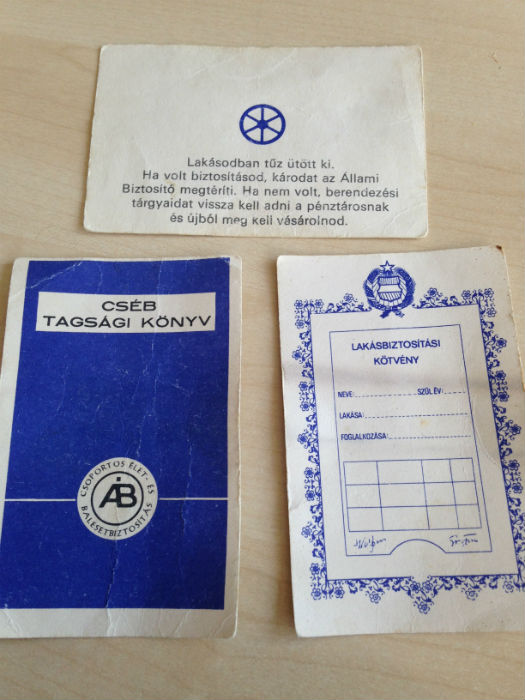 Lakásodban tűz ütött ki.
Ha volt biztosításod, károdat az Állami
Biztosító megtéríti. Ha nem volt, berendezési
tárgyaidat vissza kell adni a pénztárosnak
és újból meg kell vásárolnod.
CSÉB
TAGSÁGI KÖNYV
CSOPORTOS ÉLET- ÉS
ÁB
BALESETBIZTOSÍTÁS
LAKÁSBIZTOSÍTÁSI
KÖTVÉNY
NEVE: SZÜL.ÉV:
LAKÁSA:
FOGLALKOZÁSA: